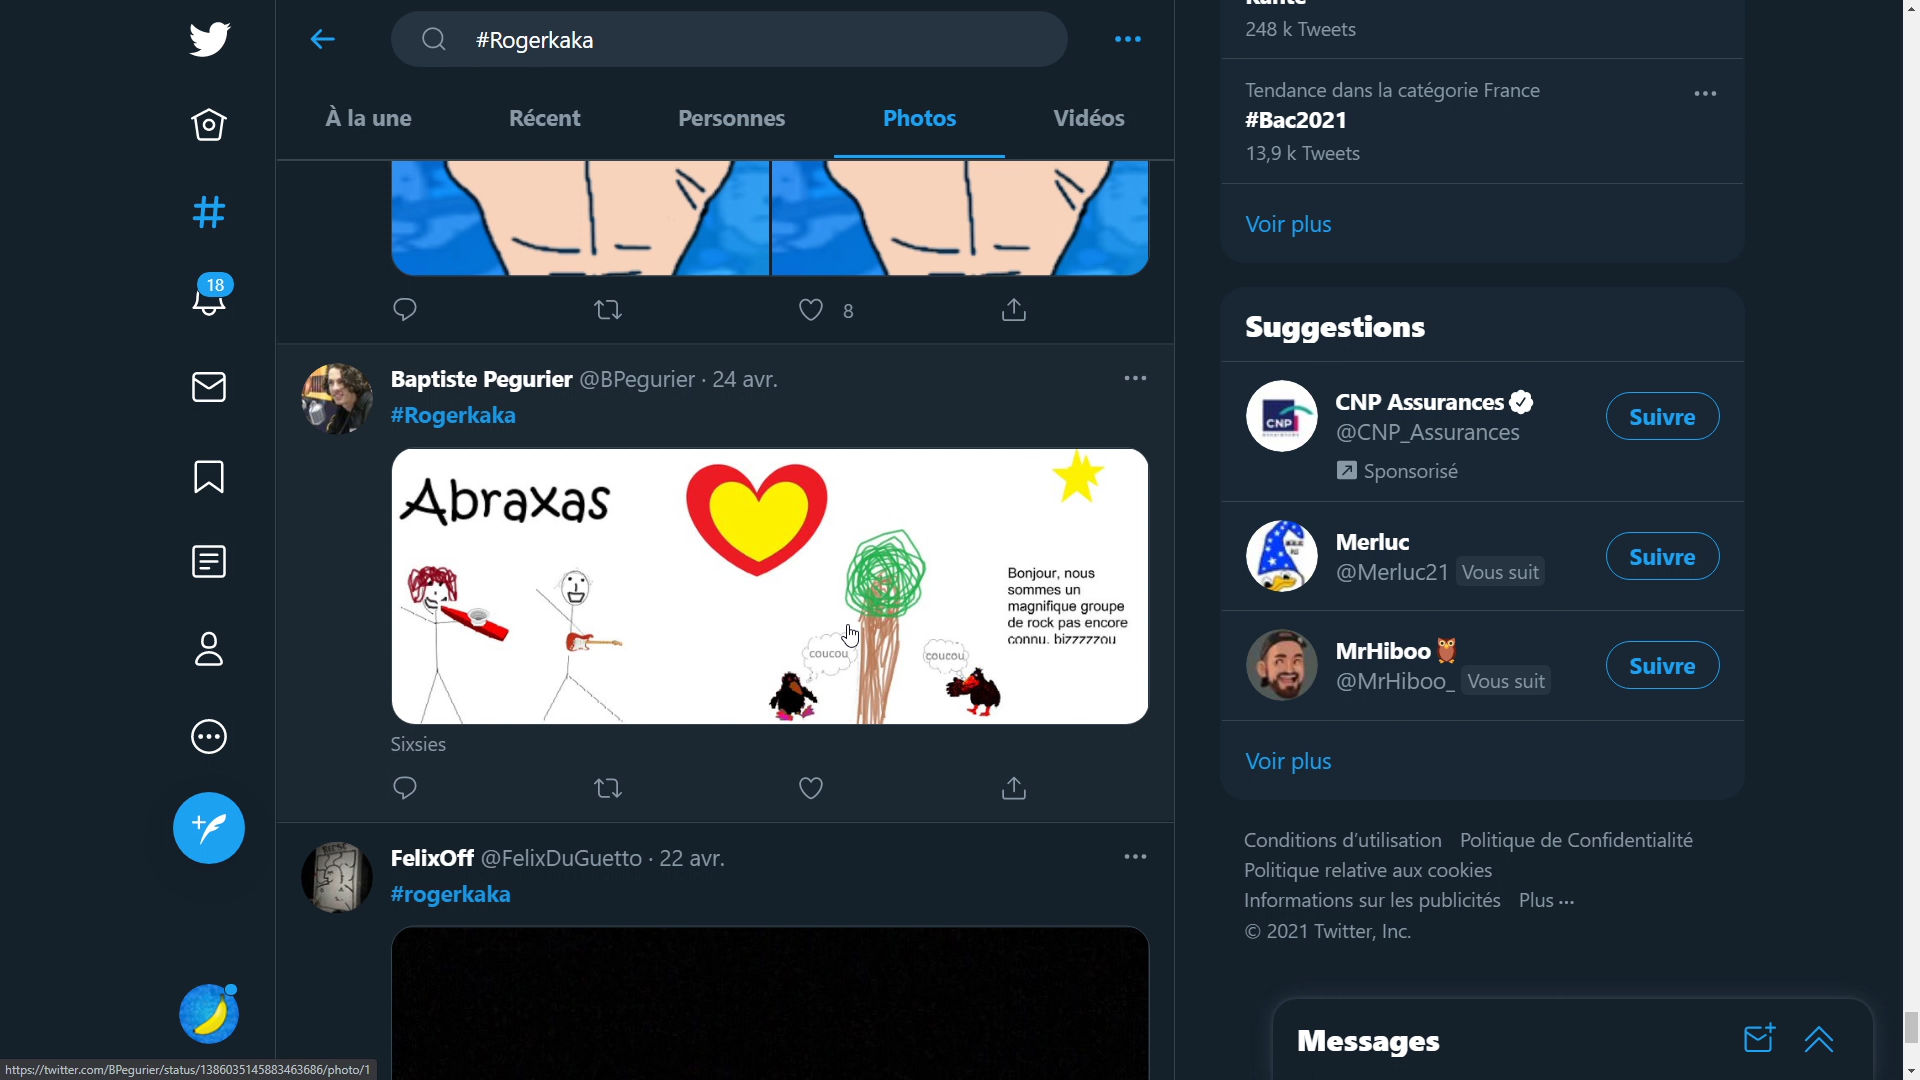 #Rogerkaka
À la une
Récent
Personnes
Photos
Vidéos
18
8
Baptiste Pegurier @BPegurier · 24 avr.
#Rogerkaka
Abraxas
Bonjour, nous
sommes un
magnifique groupe
de rock pas encore
connu. bizzzzzou
coucou
coucou
Sixsies
FelixOff @FelixDuGuetto · 22 avr.
#rogerkaka
248 k Tweets
Tendance dans la catégorie France
#Bac2021
13,9 k Tweets
Voir plus
Suggestions
CNP
CNP Assurances
@CNP_Assurances
Suivre
Sponsorisé
Merluc
@Merluc21 Vous suit
Suivre
MrHiboo🦉
@MrHiboo_ Vous suit
Suivre
Voir plus
Conditions d’utilisation Politique de Confidentialité
Politique relative aux cookies
Informations sur les publicités Plus ···
© 2021 Twitter, Inc.
Messages
https://twitter.com/BPegurier/status/1386035145883463686/photo/1